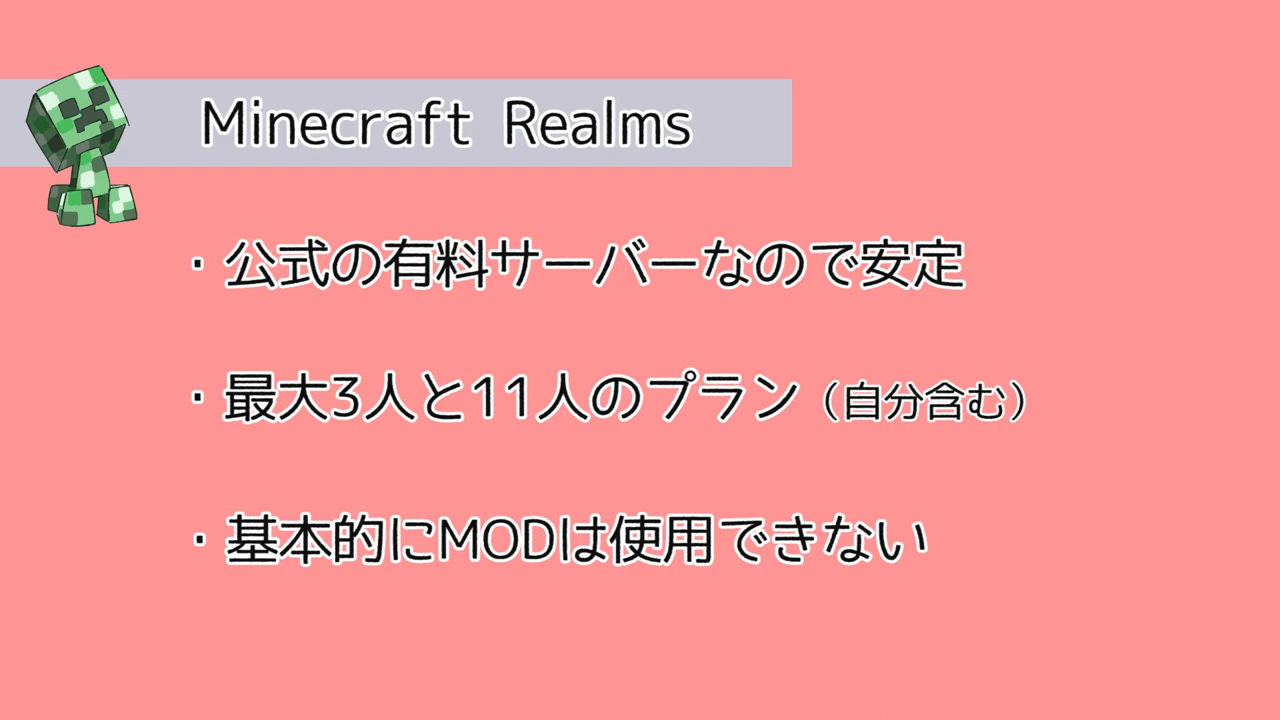 Minecraft Realms
・公式の有料サーバーなので安定
・最大3人と11人のプラン（自分含む）
・基本的にMODは使用できない